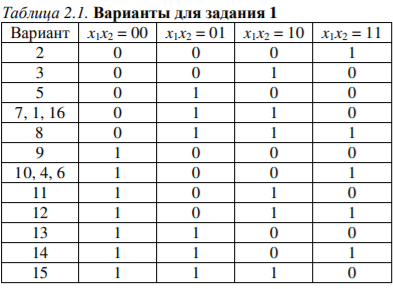 Таблица 2.1. Варианты для задания 1
Вариант x₁x₂ = 00 x₁x₂ = 01 x₁x₂ = 10 x₁x₂ = 11
2 0 0 0 1
3 0 0 1 0
5 0 1 0 0
7, 1, 16 0 1 1 0
8 0 1 1 1
9 1 0 0 0
10, 4, 6 1 0 0 1
11 1 0 1 0
12 1 0 1 1
13 1 1 0 0
14 1 1 0 1
15 1 1 1 0